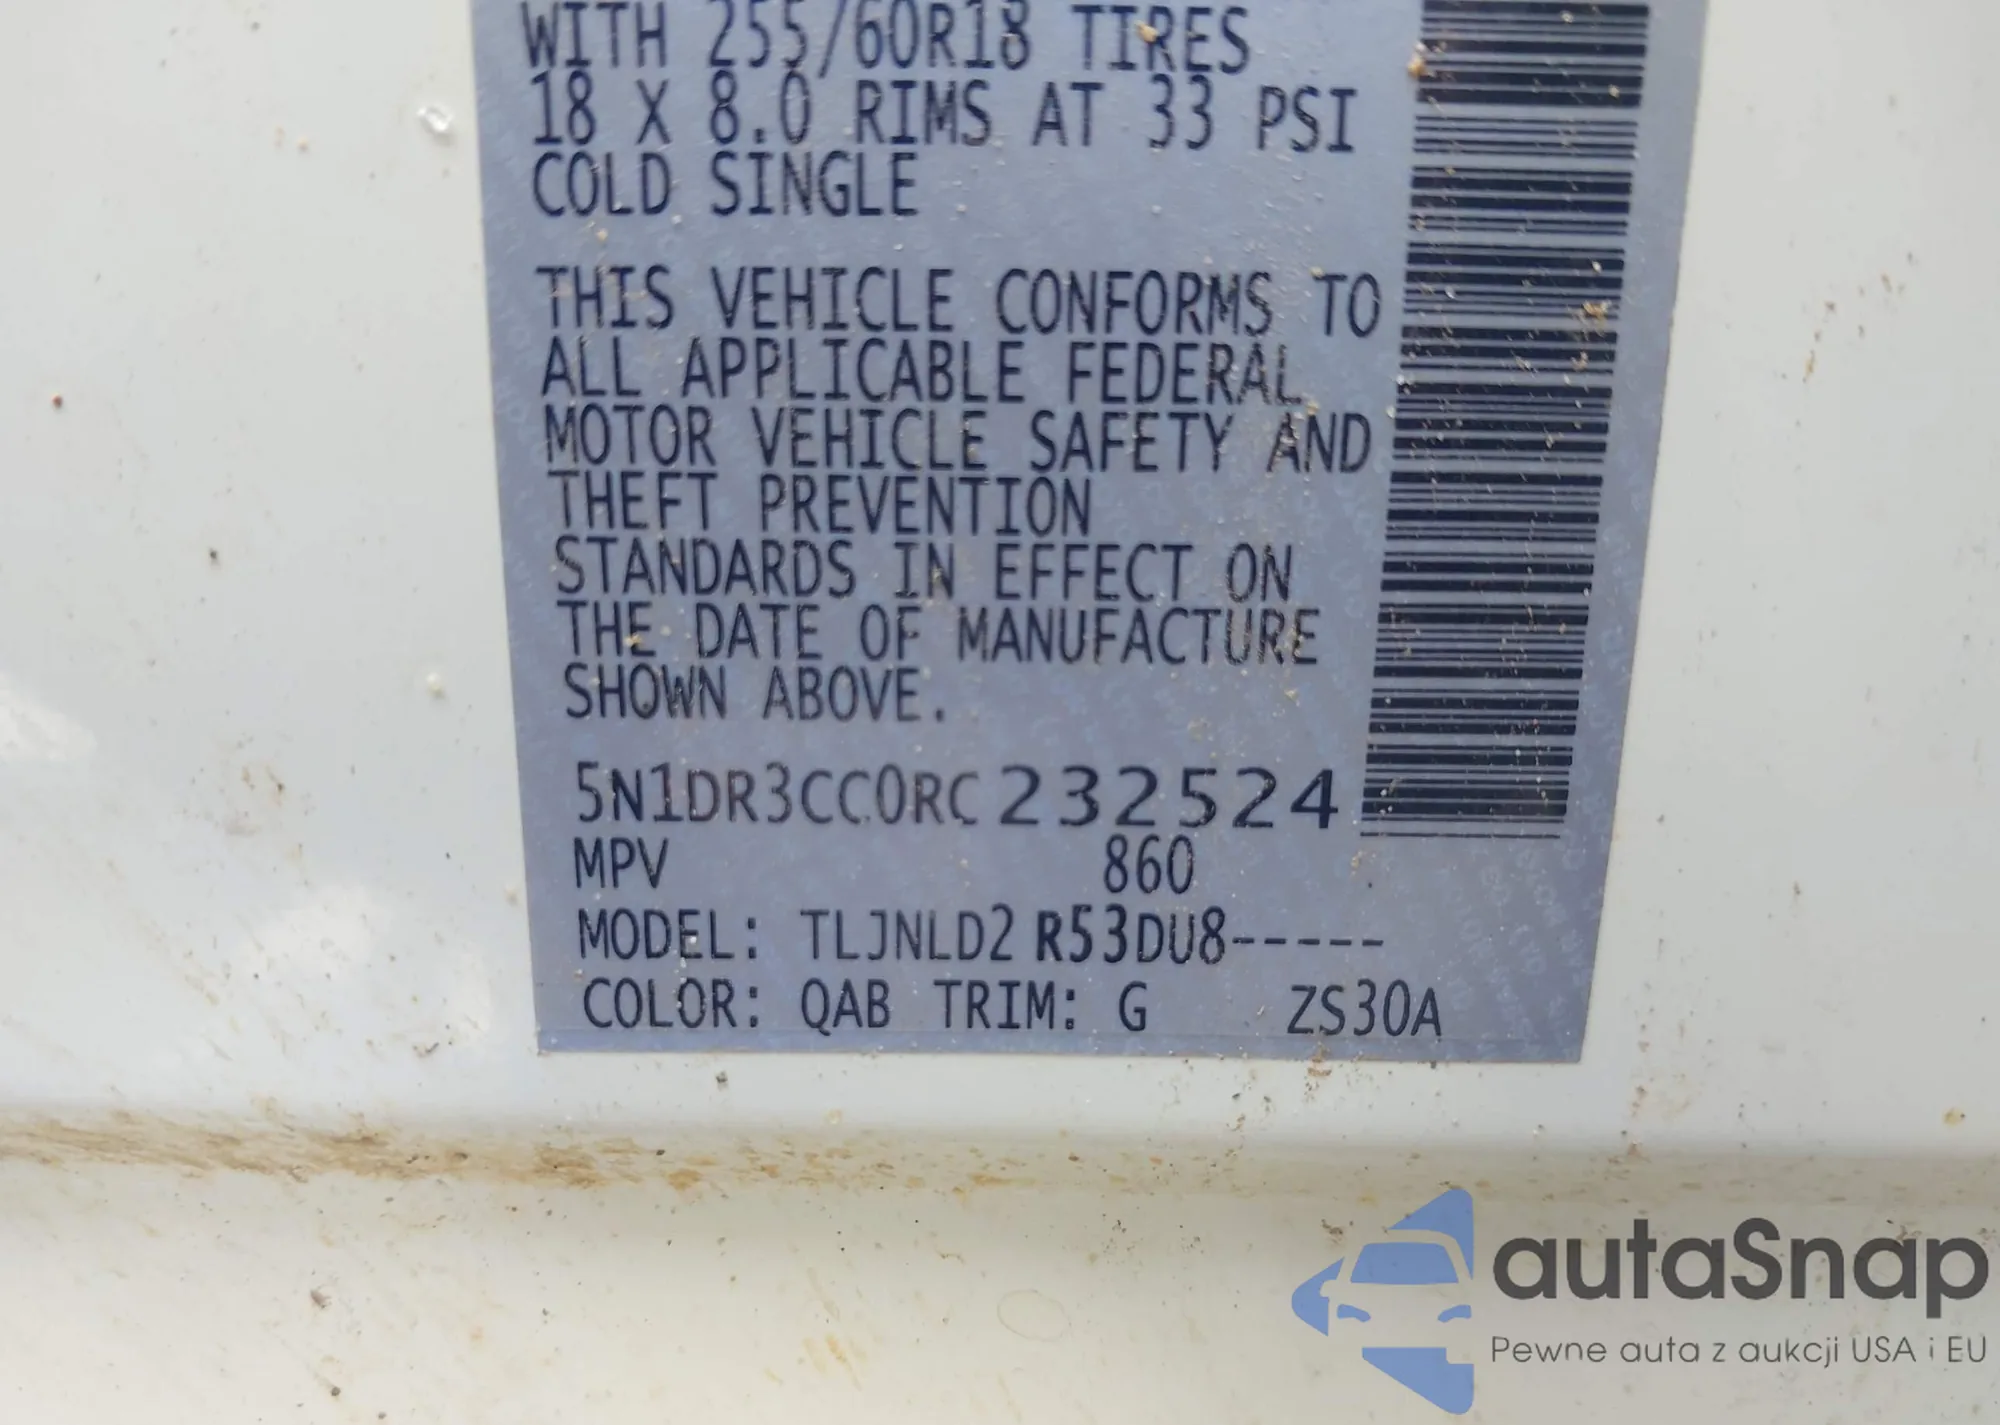 WITH 255/60R18 TIRES
18 X 8.0 RIMS AT 33 PSI
COLD SINGLE
THIS VEHICLE CONFORMS TO
ALL APPLICABLE FEDERAL
MOTOR VEHICLE SAFETY AND
THEFT PREVENTION
STANDARDS IN EFFECT ON
THE DATE OF MANUFACTURE
SHOWN ABOVE.
5N1DR3CC0RC232524
MPV 860
MODEL: TLJNLD2 R53DU8-----
COLOR: QAB TRIM: G ZS30A
autaSnap
Pewne auta z aukcji USA i EU